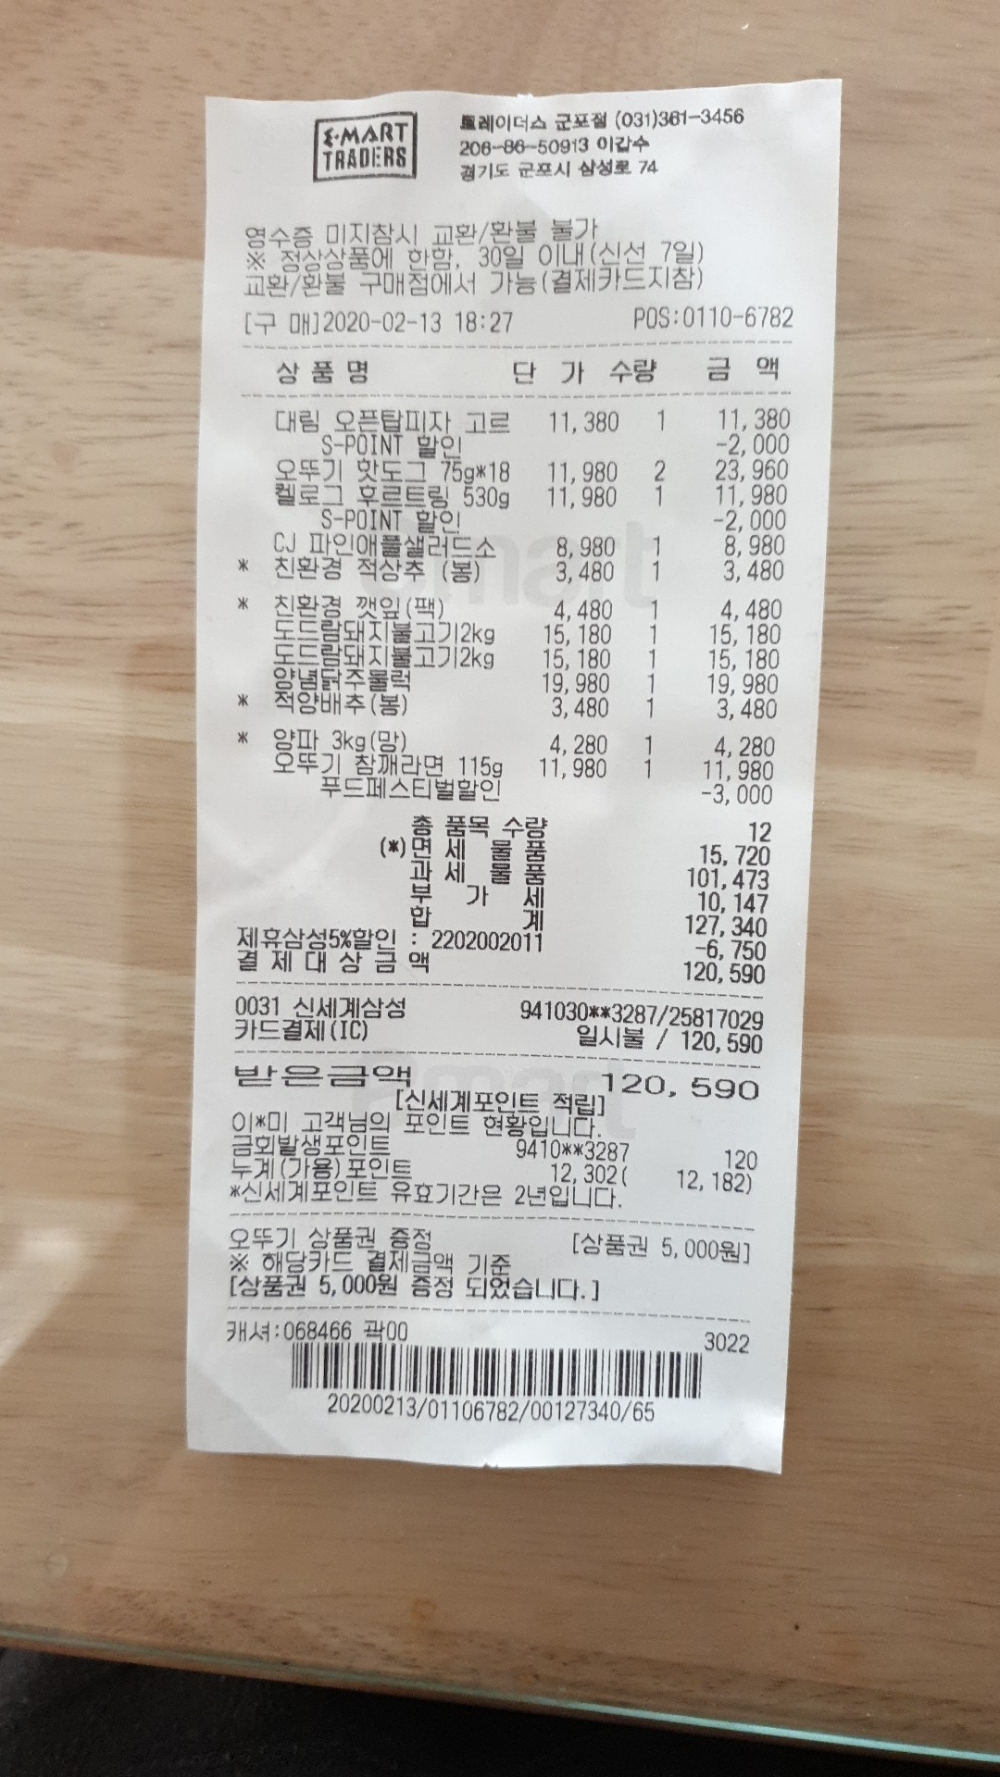 E·MART
TRADERS
트레이더스 군포점 (031)361-3456
206-86-50913 이갑수
경기도 군포시 삼성로 74
영수증 미지참시 교환/환불 불가
※ 정상상품에 한함, 30일 이내(신선 7일)
교환/환불 구매점에서 가능(결제카드지참)
[구 매]2020-02-13 18:27 POS:0110-6782
상품명 단가 수량 금액
대림 오픈탑피자 고르 11,380 1 11,380
S-POINT 할인 -2,000
오뚜기 핫도그 75g*18 11,980 2 23,960
켈로그 후르트링 530g 11,980 1 11,980
S-POINT 할인 -2,000
CJ 파인애플샐러드소 8,980 1 8,980
* 친환경 적상추 (봉) 3,480 1 3,480
* 친환경 깻잎(팩) 4,480 1 4,480
도드람돼지불고기2kg 15,180 1 15,180
도드람돼지불고기2kg 15,180 1 15,180
양념닭주물럭 19,980 1 19,980
* 적양배추(봉) 3,480 1 3,480
* 양파 3kg(망) 4,280 1 4,280
오뚜기 참깨라면 115g 11,980 1 11,980
푸드페스티벌할인 -3,000
총 품목 수량 12
(*)면 세 물 품 15,720
과 세 물 품 101,473
부 가 세 10,147
합 계 127,340
제휴삼성5%할인 : 2202002011 -6,750
결 제 대 상 금 액 120,590
0031 신세계삼성 941030**3287/25817029
카드결제(IC) 일시불 / 120,590
받은금액 120,590
[신세계포인트 적립]
이*미 고객님의 포인트 현황입니다.
금회발생포인트 9410**3287 120
누계(가용)포인트 12,302( 12,182)
*신세계포인트 유효기간은 2년입니다.
오뚜기 상품권 증정 [상품권 5,000원]
※ 해당카드 결제금액 기준
[상품권 5,000원 증정 되었습니다.]
캐셔:068466 곽00 3022
20200213/01106782/00127340/65